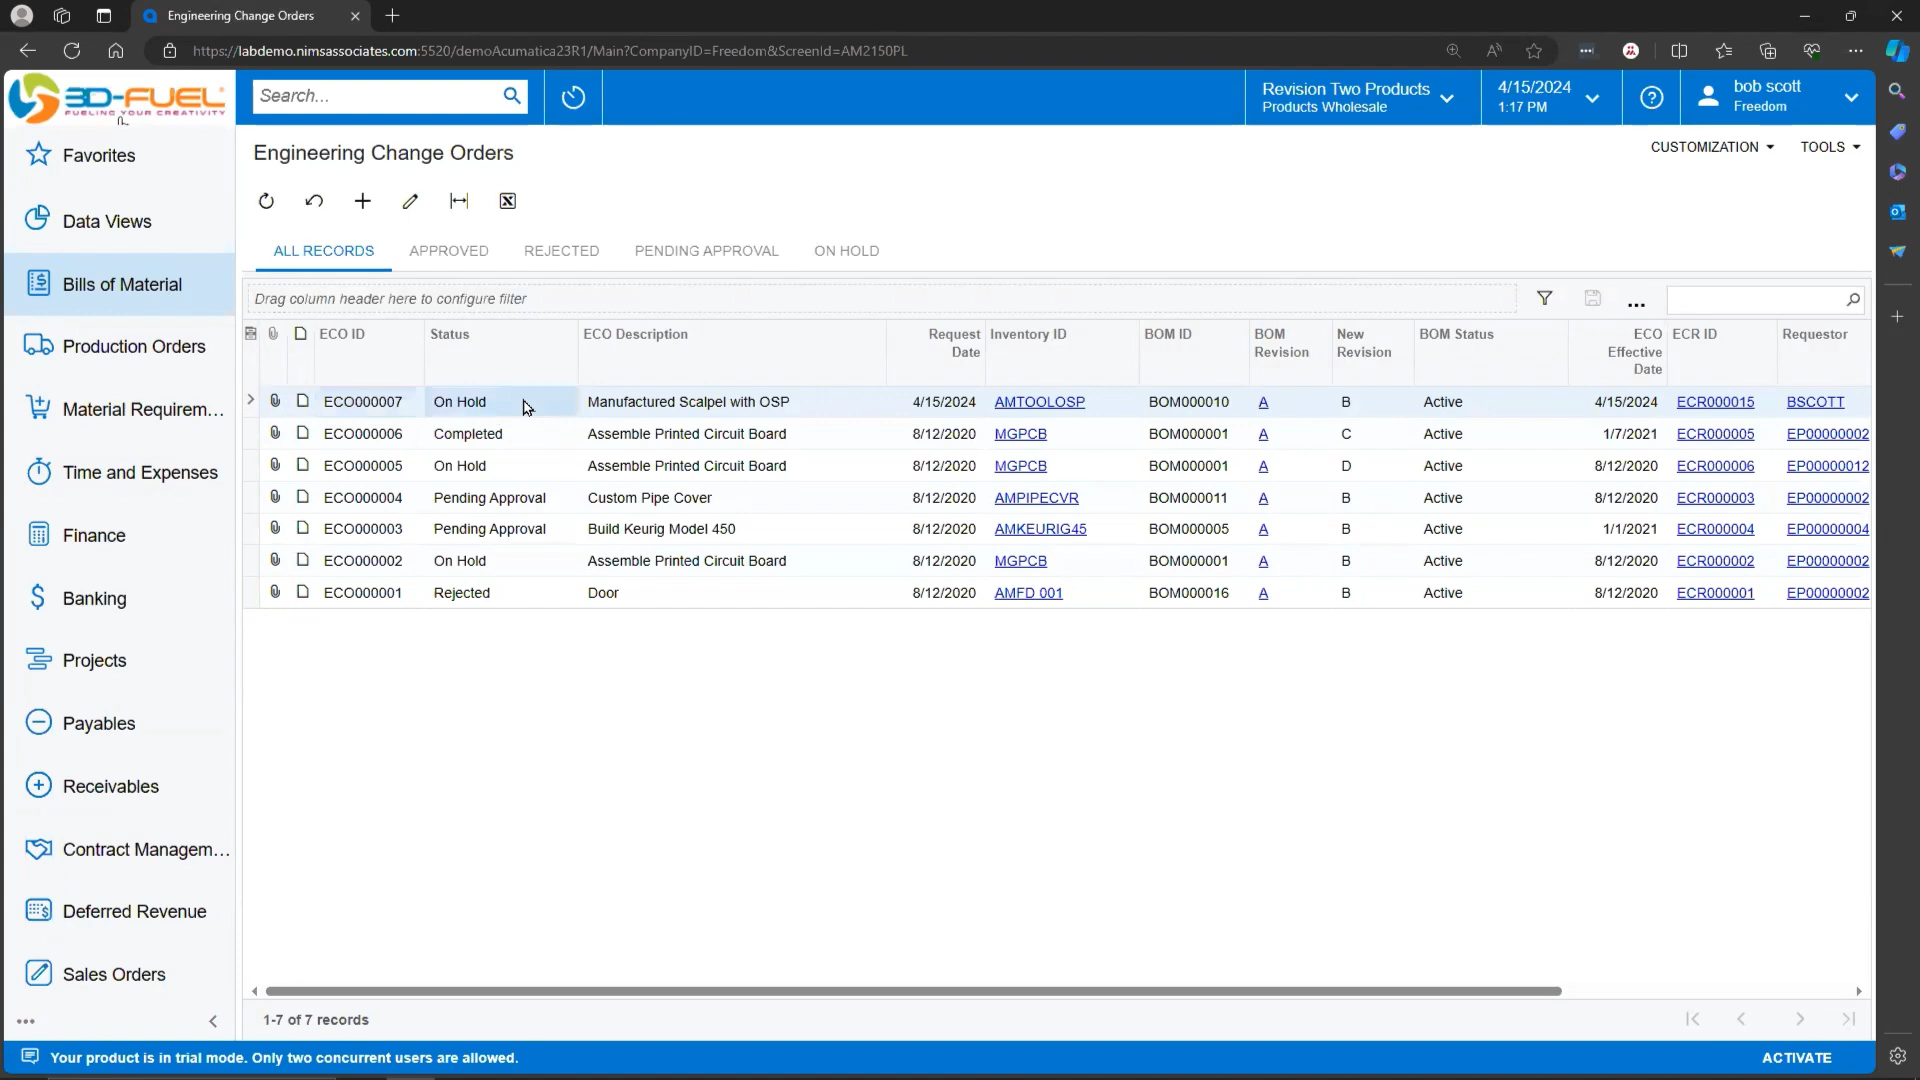 Engineering Change Orders
https://labdemo.nimsassociates.com:5520/demoAcumatica23R1/Main?CompanyID=Freedom&ScreenId=AM2150PL
3D-FUEL
FUELING YOUR CREATIVITY
Search...
Revision Two Products
Products Wholesale
4/15/2024
1:17 PM
bob scott
Freedom
Favorites
Data Views
Bills of Material
Production Orders
Material Requirem...
Time and Expenses
Finance
Banking
Projects
Payables
Receivables
Contract Managem...
Deferred Revenue
Sales Orders
Engineering Change Orders
CUSTOMIZATION TOOLS
ALL RECORDS APPROVED REJECTED PENDING APPROVAL ON HOLD
Drag column header here to configure filter
ECO ID Status ECO Description Request Date Inventory ID BOM ID BOM Revision New Revision BOM Status ECO Effective Date ECR ID Requestor
ECO000007 On Hold Manufactured Scalpel with OSP 4/15/2024 AMTOOLOSP BOM000010 A B Active 4/15/2024 ECR000015 BSCOTT
ECO000006 Completed Assemble Printed Circuit Board 8/12/2020 MGPCB BOM000001 A C Active 1/7/2021 ECR000005 EP00000002
ECO000005 On Hold Assemble Printed Circuit Board 8/12/2020 MGPCB BOM000001 A D Active 8/12/2020 ECR000006 EP00000012
ECO000004 Pending Approval Custom Pipe Cover 8/12/2020 AMPIPECVR BOM000011 A B Active 8/12/2020 ECR000003 EP00000002
ECO000003 Pending Approval Build Keurig Model 450 8/12/2020 AMKEURIG45 BOM000005 A B Active 1/1/2021 ECR000004 EP00000004
ECO000002 On Hold Assemble Printed Circuit Board 8/12/2020 MGPCB BOM000001 A B Active 8/12/2020 ECR000002 EP00000002
ECO000001 Rejected Door 8/12/2020 AMFD 001 BOM000016 A B Active 8/12/2020 ECR000001 EP00000002
1-7 of 7 records
Your product is in trial mode. Only two concurrent users are allowed.
ACTIVATE